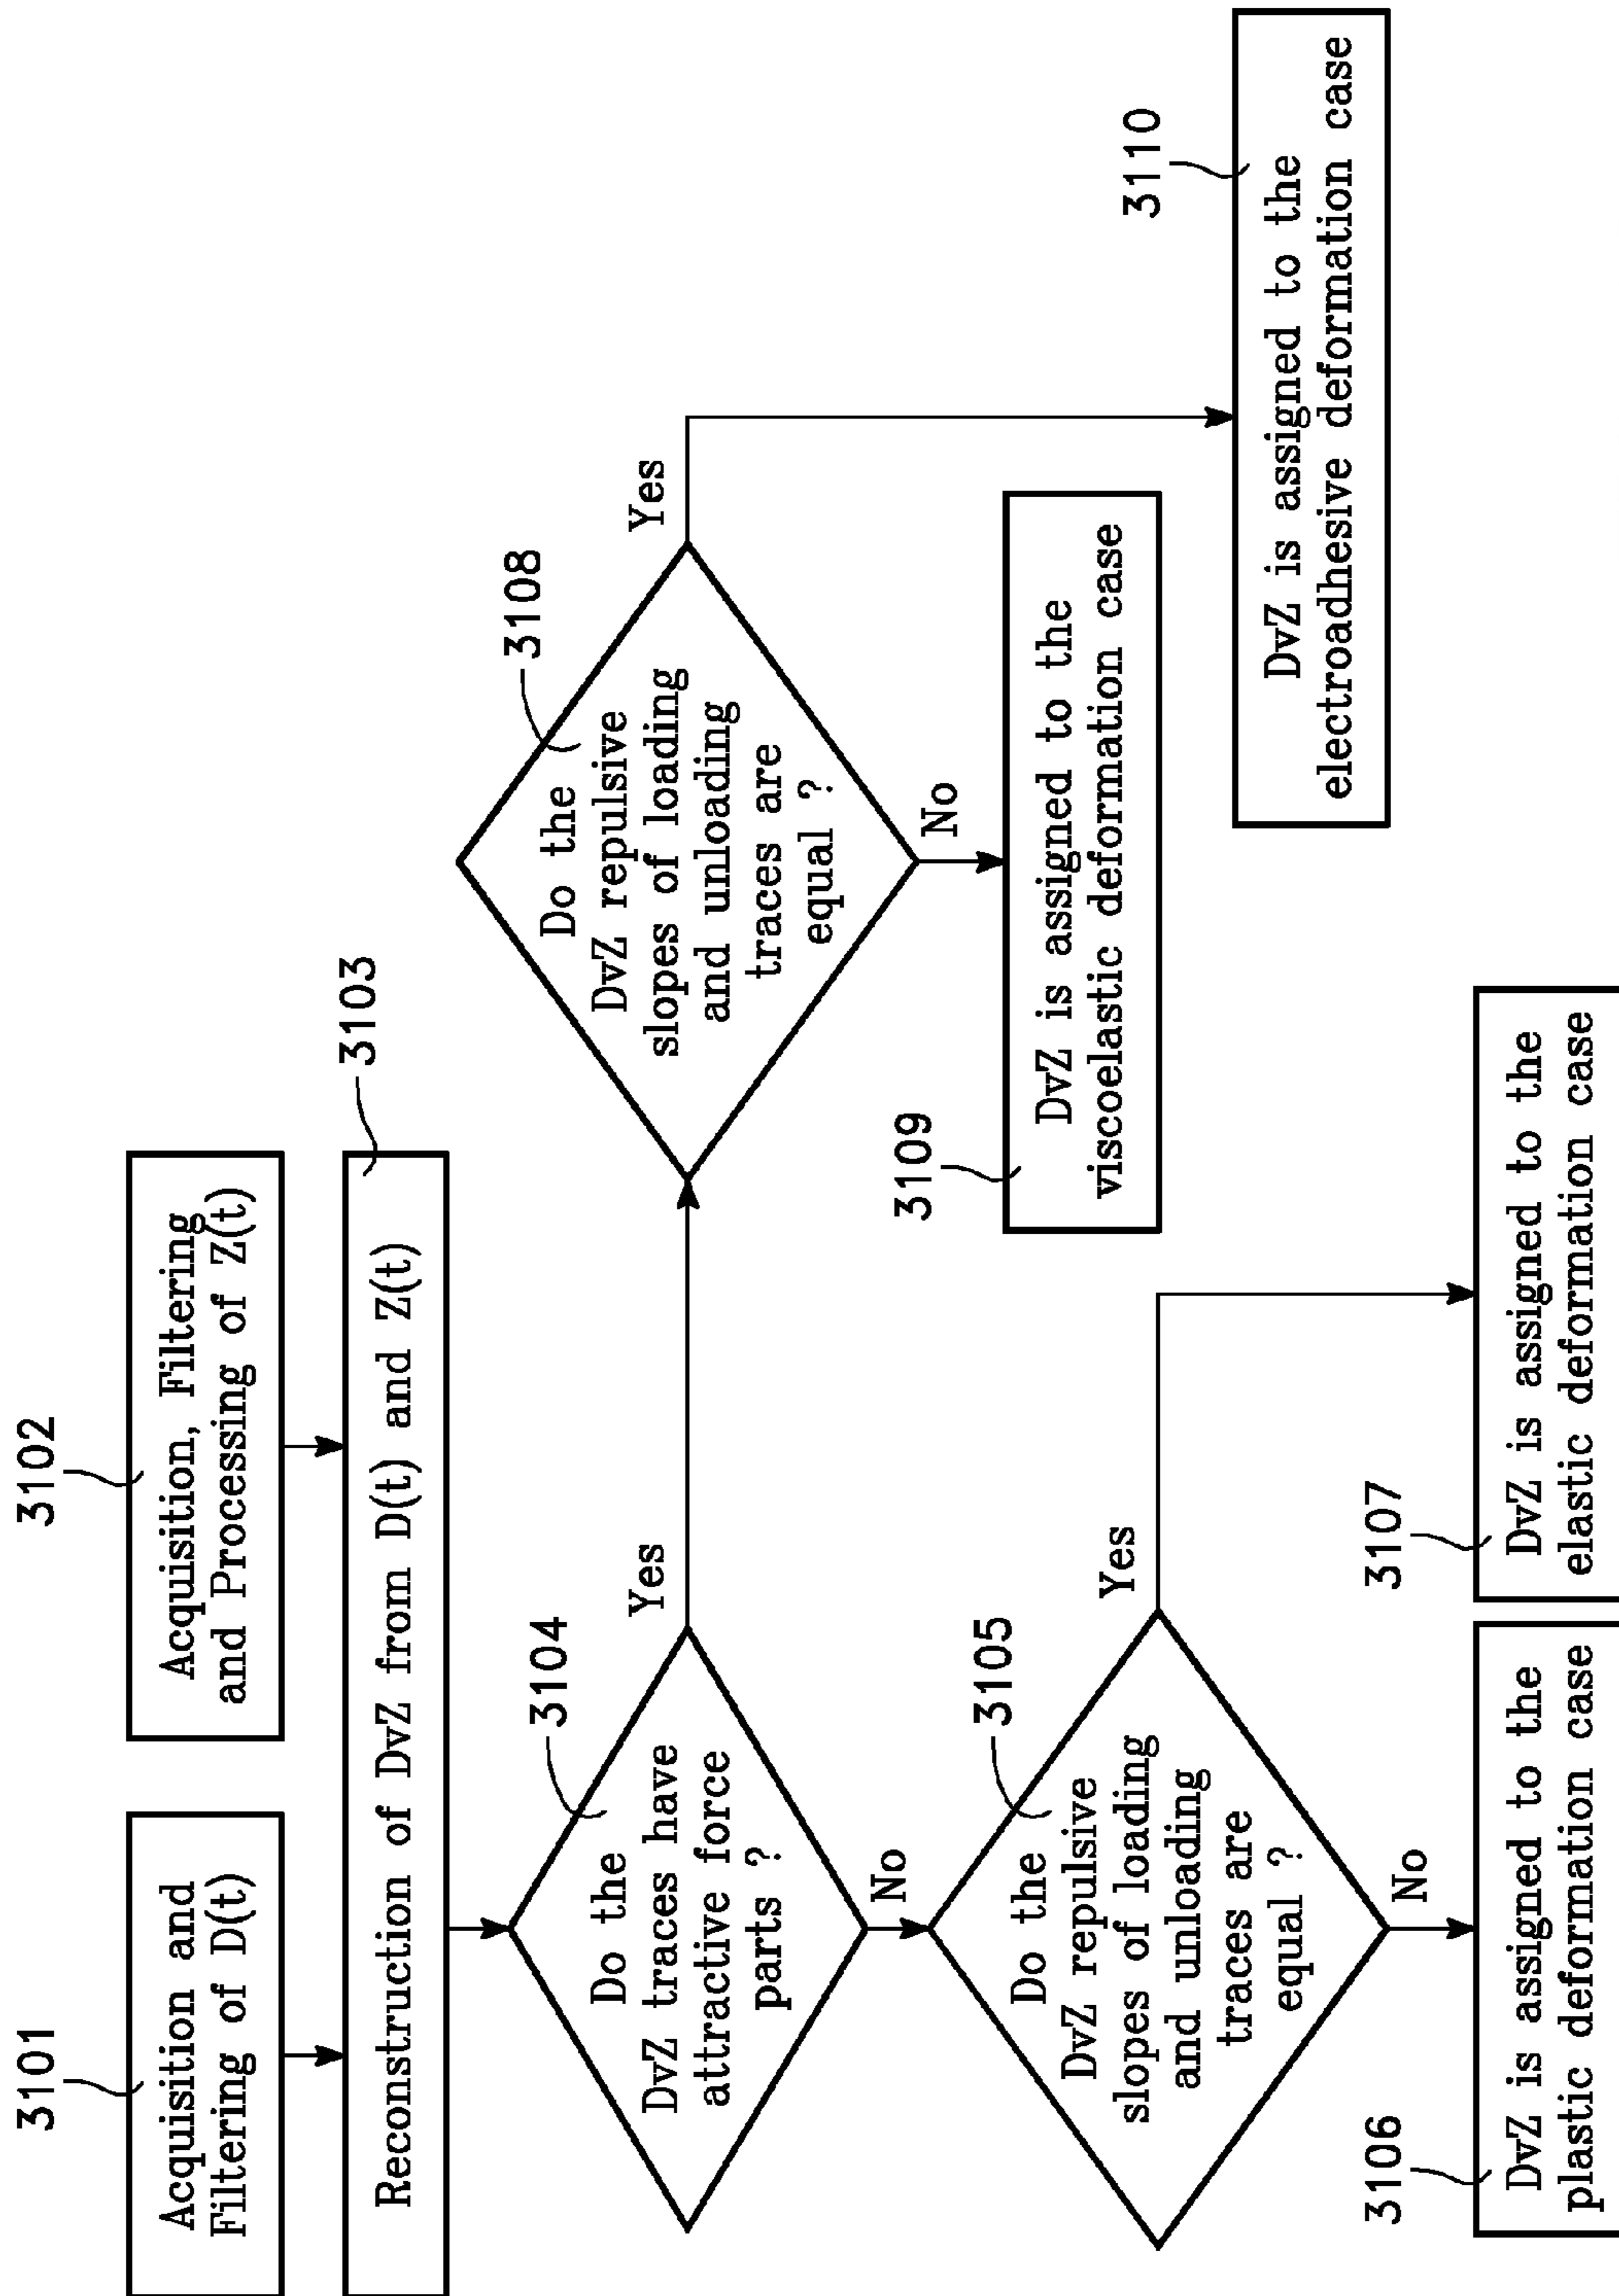 3101
Acquisition and
Filtering of D(t)
3102
Acquisition, Filtering
and Processing of Z(t)
3103
Reconstruction of DvZ from D(t) and Z(t)
3104
Do the
DvZ traces have
attractive force
parts ?
Yes
No
3105
Do the
DvZ repulsive
slopes of loading
and unloading
traces are
equal ?
Yes
No
3106
DvZ is assigned to the
plastic deformation case
3107
DvZ is assigned to the
elastic deformation case
3108
Do the
DvZ repulsive
slopes of loading
and unloading
traces are
equal ?
Yes
No
3109
DvZ is assigned to the
viscoelastic deformation case
3110
DvZ is assigned to the
electroadhesive deformation case